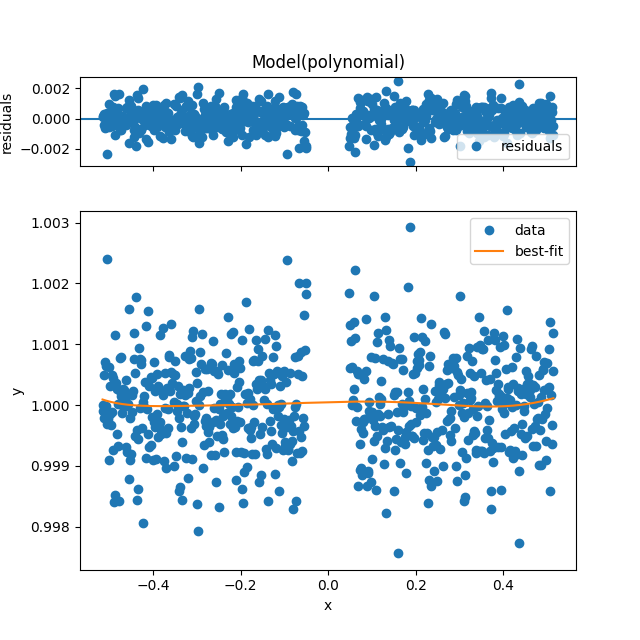 Model(polynomial)
residuals
0.002
0.000
−0.002
residuals
y
1.003
1.002
1.001
1.000
0.999
0.998
data
best-fit
−0.4
−0.2
0.0
0.2
0.4
x